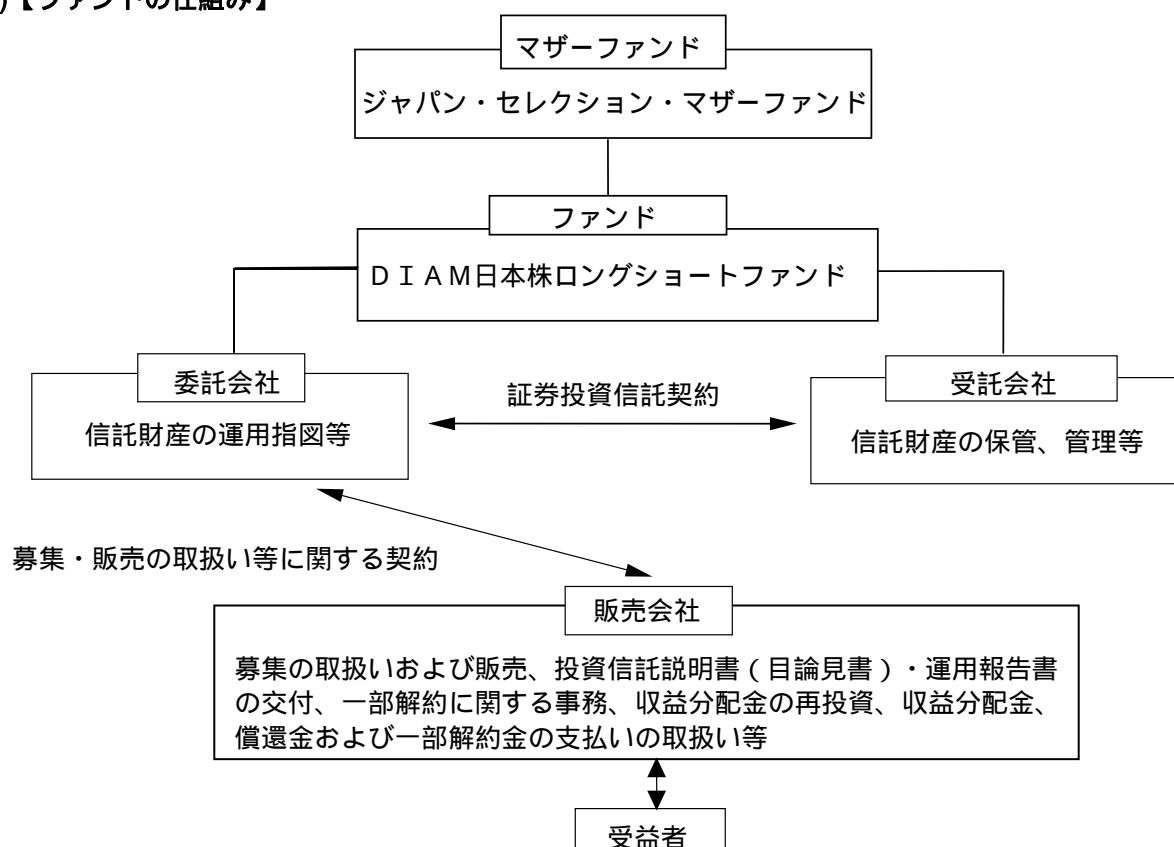 )【ファンドの仕組み】
マザーファンド
ジャパン・セレクション・マザーファンド
ファンド
ＤＩＡＭ日本株ロングショートファンド
委託会社
信託財産の運用指図等
証券投資信託契約
受託会社
信託財産の保管、管理等
募集・販売の取扱い等に関する契約
販売会社
募集の取扱いおよび販売、投資信託説明書（目論見書）・運用報告書
の交付、一部解約に関する事務、収益分配金の再投資、収益分配金、
償還金および一部解約金の支払いの取扱い等
受益者